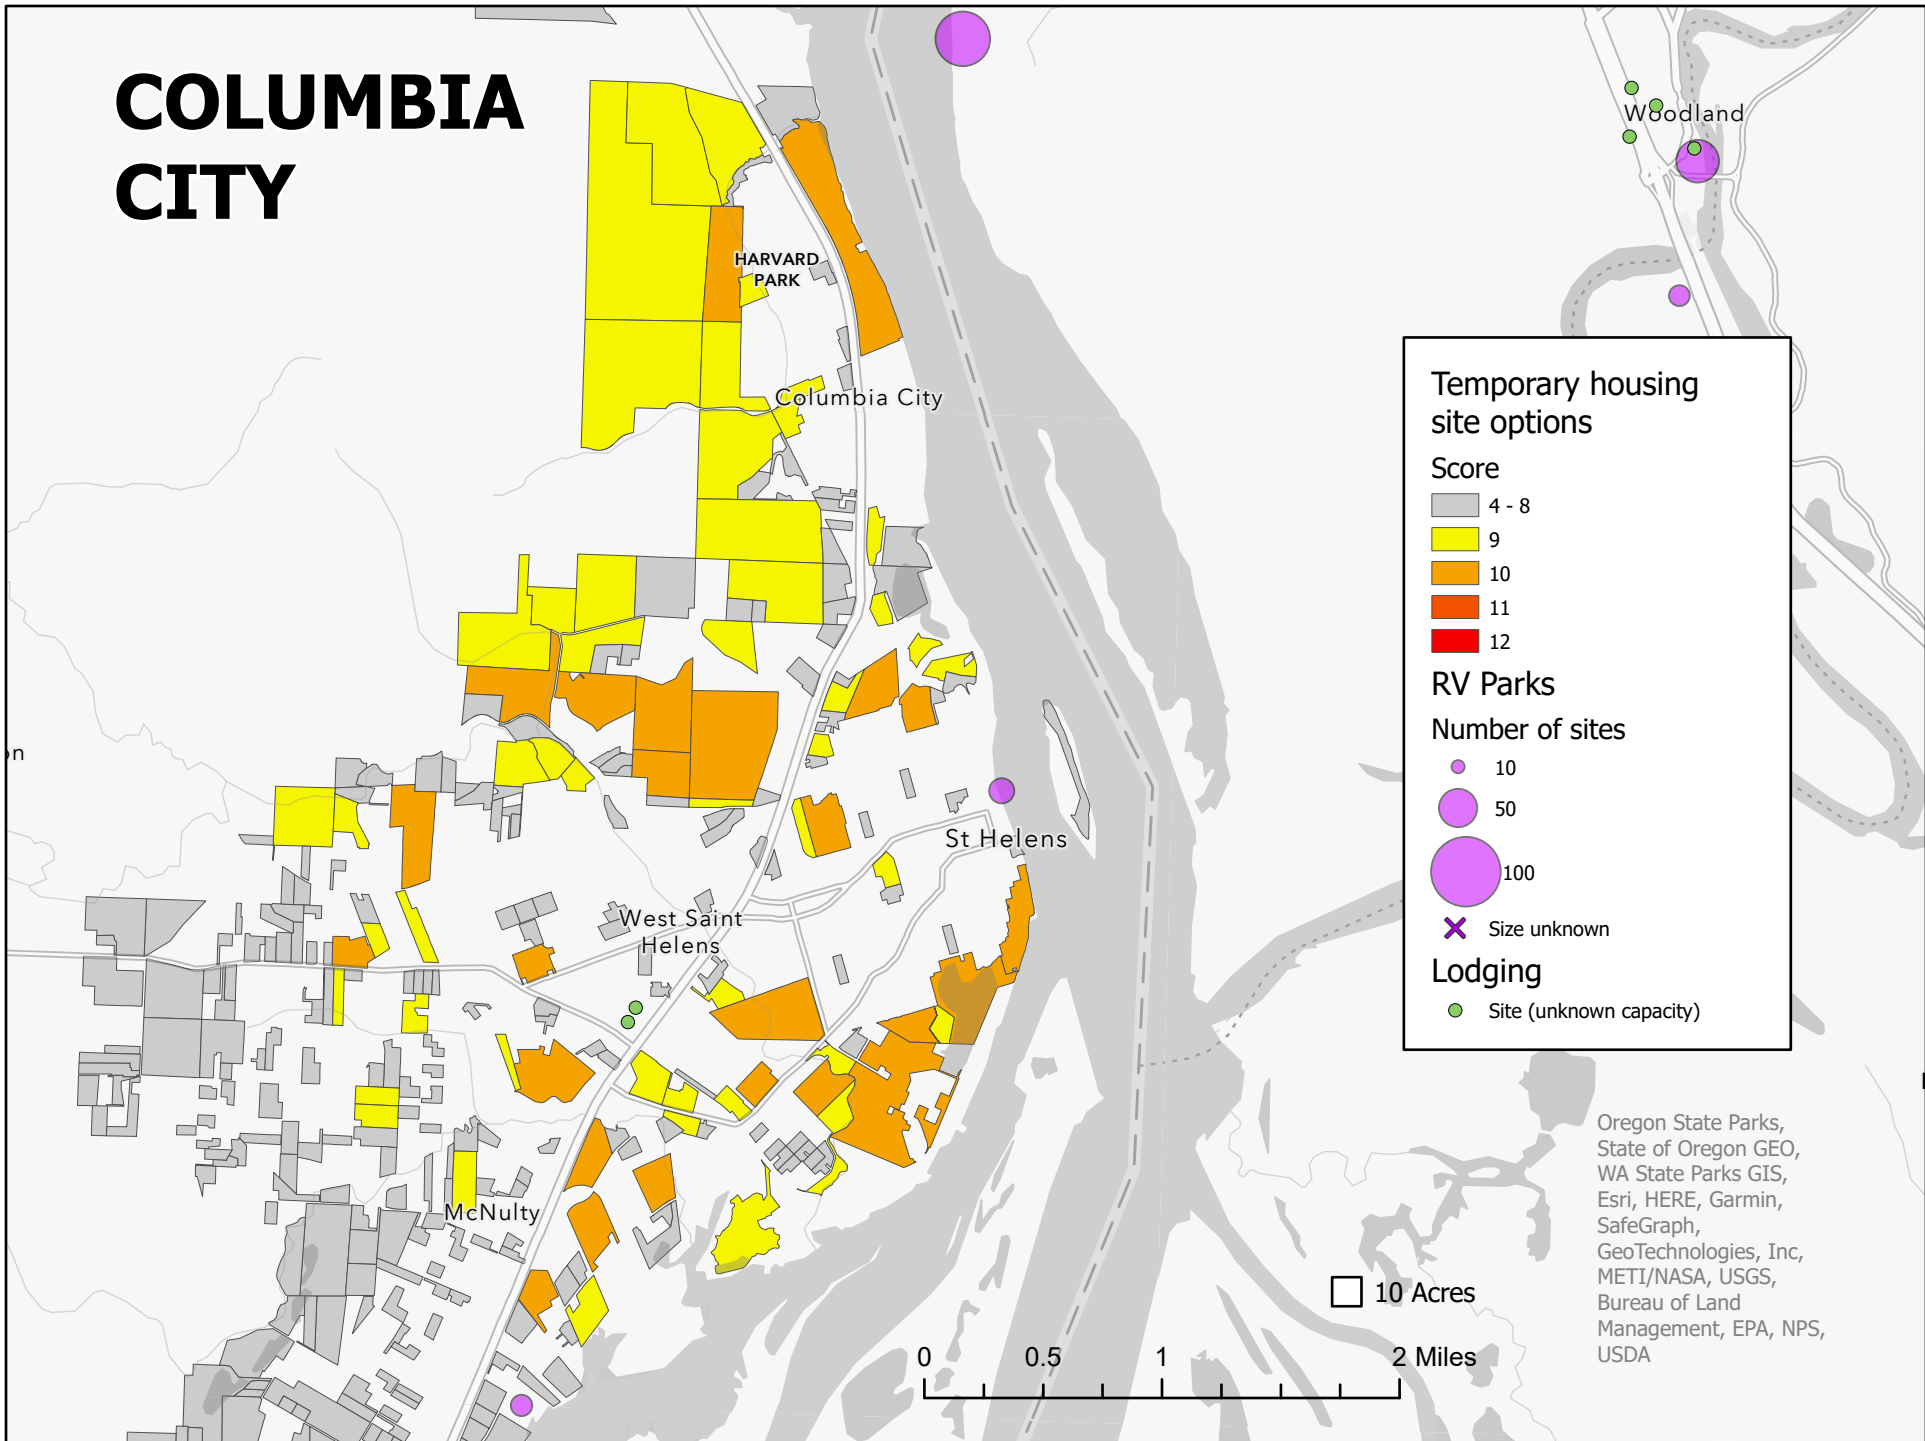 COLUMBIA
CITY
Woodland
HARVARD
PARK
Columbia City
Temporary housing
site options
Score
4 - 8
9
10
11
12
RV Parks
Number of sites
10
50
100
Size unknown
Lodging
Site (unknown capacity)
on
St Helens
West Saint
Helens
McNulty
Oregon State Parks,
State of Oregon GEO,
WA State Parks GIS,
Esri, HERE, Garmin,
SafeGraph,
GeoTechnologies, Inc,
METI/NASA, USGS,
Bureau of Land
Management, EPA, NPS,
USDA
10 Acres
0 0.5 1 2 Miles